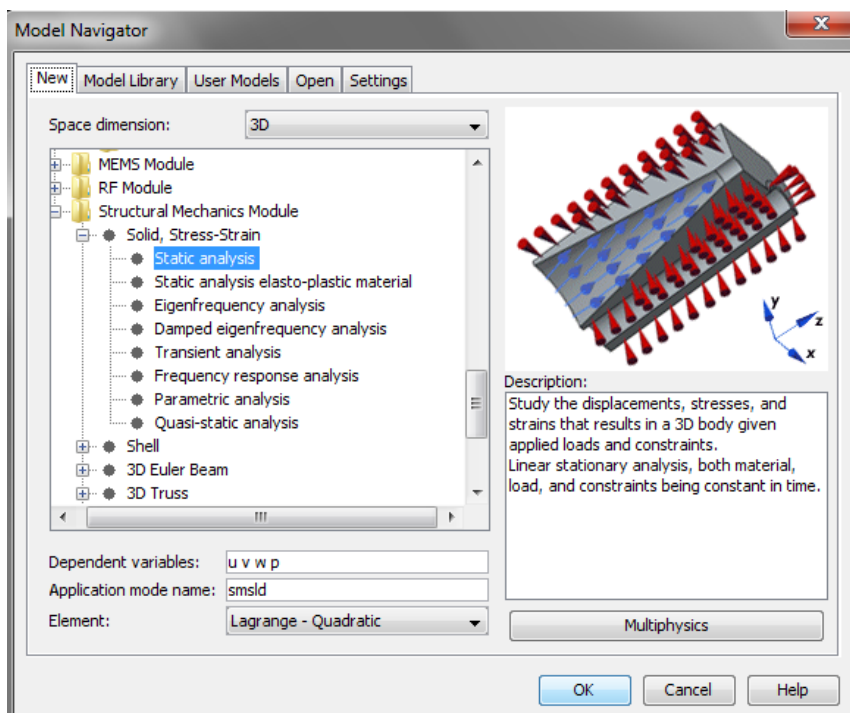 Model Navigator
New Model Library User Models Open Settings
Space dimension: 3D
MEMS Module
RF Module
Structural Mechanics Module
Solid, Stress-Strain
Static analysis
Static analysis elasto-plastic material
Eigenfrequency analysis
Damped eigenfrequency analysis
Transient analysis
Frequency response analysis
Parametric analysis
Quasi-static analysis
Shell
3D Euler Beam
3D Truss
Dependent variables: u v w p
Application mode name: smsld
Element: Lagrange - Quadratic
y
z
x
Description:
Study the displacements, stresses, and
strains that results in a 3D body given
applied loads and constraints.
Linear stationary analysis, both material,
load, and constraints being constant in time.
Multiphysics
OK Cancel Help